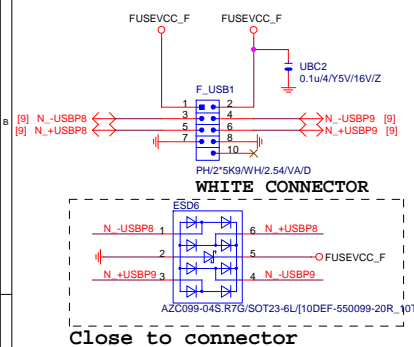 FUSEVCC_F FUSEVCC_F
UBC2
0.1u/4/Y5V/16V/Z
F_USB1
1 2
[9] N_-USBP8 3 4 N_-USBP9 [9]
[9] N_+USBP8 5 6 N_+USBP9 [9]
7 8
10
B
PH/2*5K9/WH/2.54/VA/D
WHITE CONNECTOR
ESD6
N_-USBP8 1 6 N_+USBP8
2 5 FUSEVCC_F
N_+USBP9 3 4 N_-USBP9
AZC099-04S.R7G/SOT23-6L/[10DEF-550099-20R_10T
Close to connector